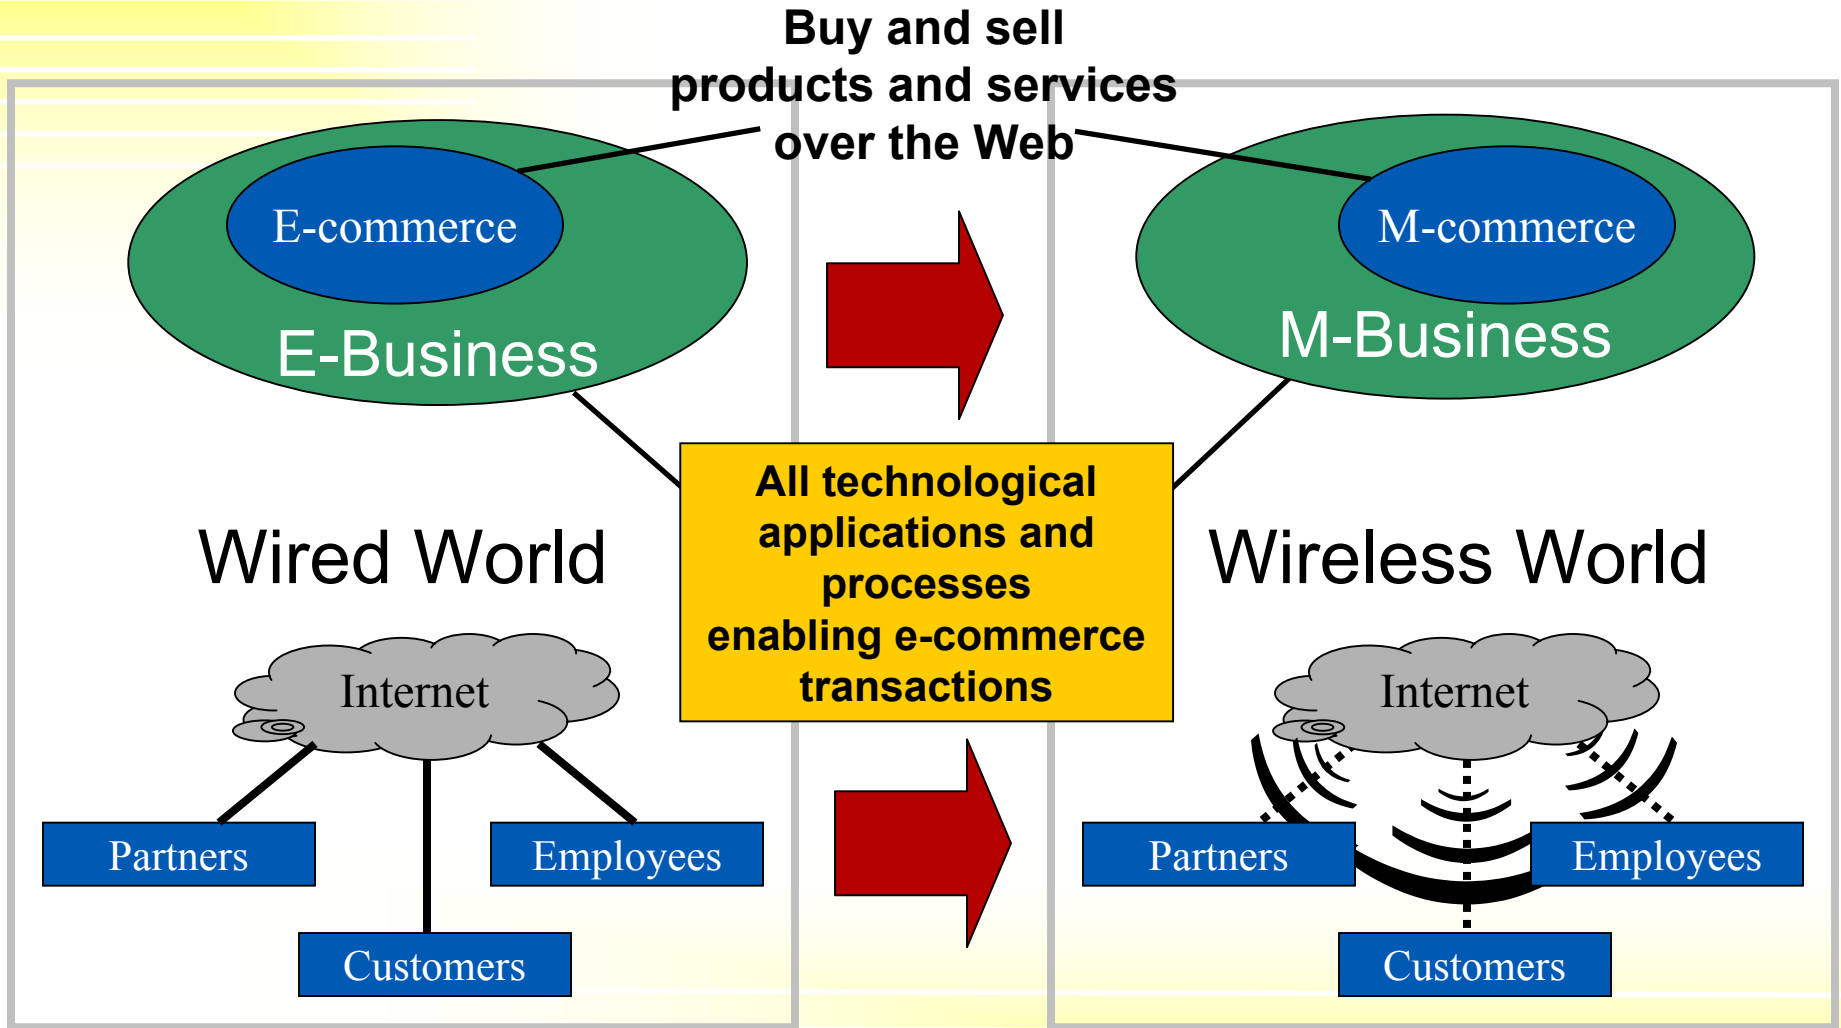 Buy and sell
products and services
over the Web
E-commerce
E-Business
M-commerce
M-Business
All technological
applications and
processes
enabling e-commerce
transactions
Wired World
Internet
Partners
Employees
Customers
Wireless World
Internet
Partners
Employees
Customers